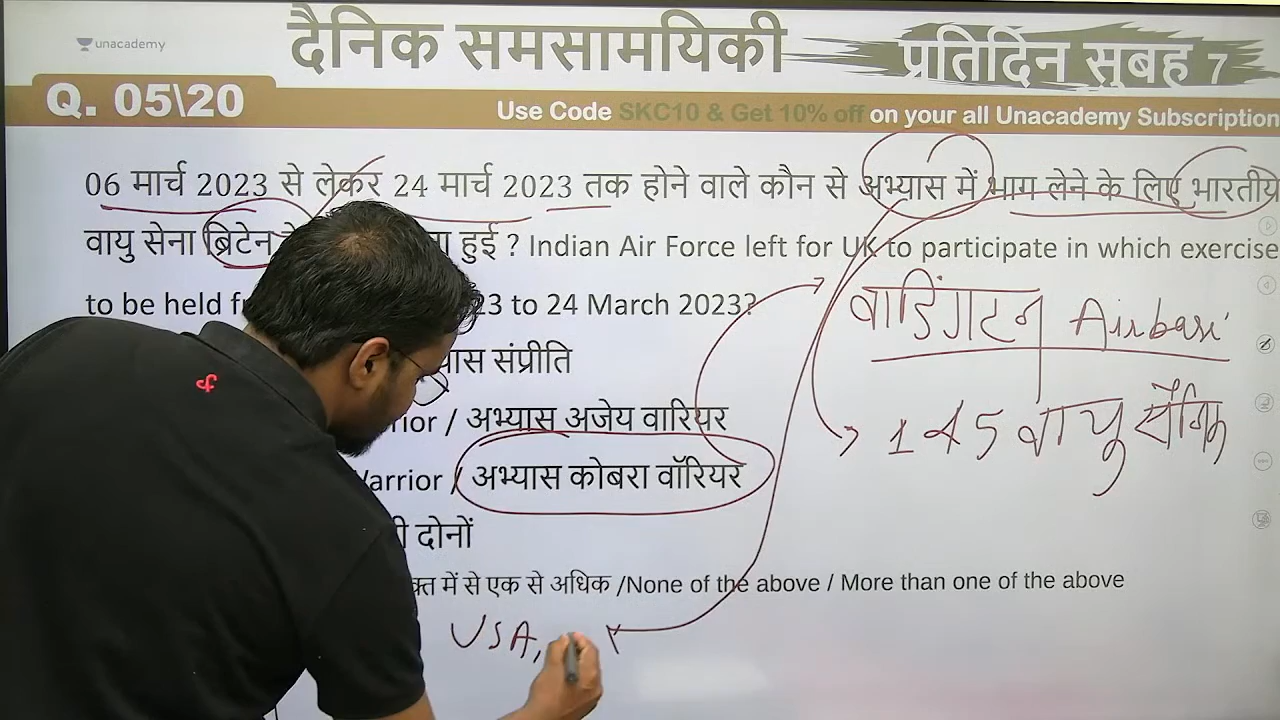 unacademy
दैनिक समसामयिकी
प्रतिदिन सुबह 7
Q. 05\20
Use Code SKC10 & Get 10% off on your all Unacademy Subscription
06 मार्च 2023 से लेकर 24 मार्च 2023 तक होने वाले कौन से अभ्यास में भाग लेने के लिए भारतीय
वायु सेना ब्रिटेन हुई ? Indian Air Force left for UK to participate in which exercise
to be held 23 to 24 March 2023?
संप्रीति
/ अभ्यास अजेय वारियर
Warrior / अभ्यास कोबरा वॉरियर
दोनों
में से एक से अधिक /None of the above / More than one of the above
वाडिंगटन Airbase
145 वायु सैनिक
USA,